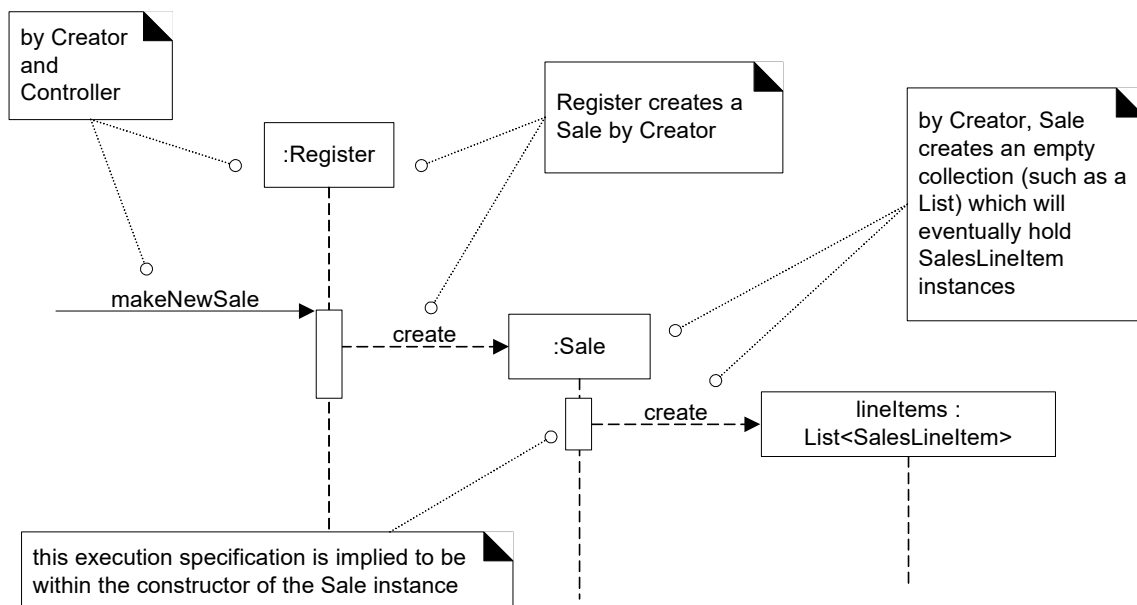 by Creator
and
Controller
:Register
Register creates a
Sale by Creator
by Creator, Sale
creates an empty
collection (such as a
List) which will
eventually hold
SalesLineItem
instances
makeNewSale
create
:Sale
create
lineItems :
List<SalesLineItem>
this execution specification is implied to be
within the constructor of the Sale instance